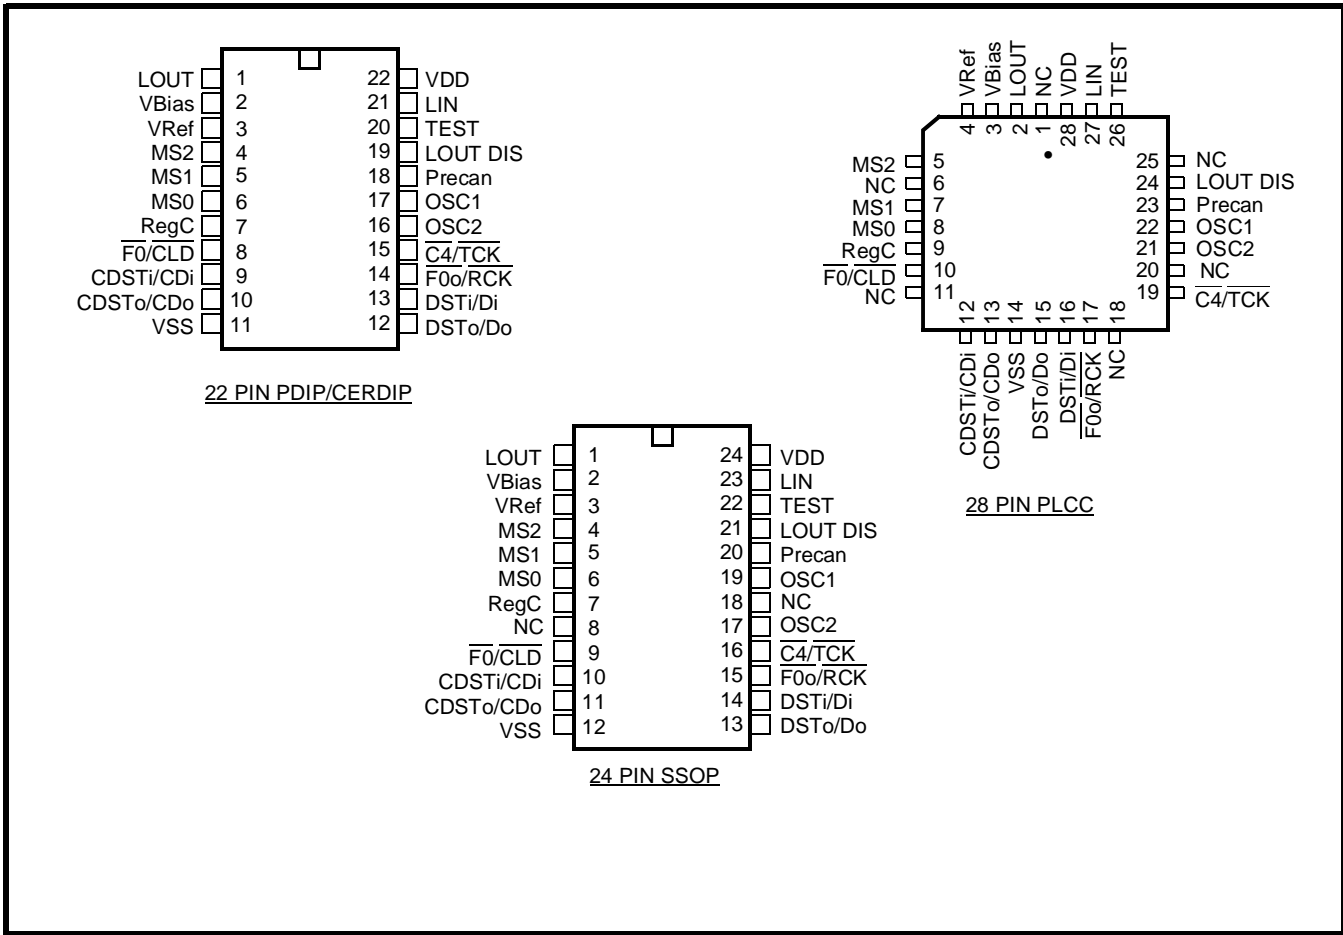 LOUT 1 22 VDD
VBias 2 21 LIN
VRef 3 20 TEST
MS2 4 19 LOUT DIS
MS1 5 18 Precan
MS0 6 17 OSC1
RegC 7 16 OSC2
F0/CLD 8 15 C4/TCK
CDSTi/CDi 9 14 F0o/RCK
CDSTo/CDo 10 13 DSTi/Di
VSS 11 12 DSTo/Do
22 PIN PDIP/CERDIP
VRef VBias LOUT NC VDD LIN TEST
4 3 2 1 28 27 26
MS2 5 25 NC
NC 6 24 LOUT DIS
MS1 7 23 Precan
MS0 8 22 OSC1
RegC 9 21 OSC2
F0/CLD 10 20 NC
NC 11 19 C4/TCK
12 13 14 15 16 17 18
CDSTi/CDi CDSTo/CDo VSS DSTo/Do DSTi/Di F0o/RCK NC
28 PIN PLCC
LOUT 1 24 VDD
VBias 2 23 LIN
VRef 3 22 TEST
MS2 4 21 LOUT DIS
MS1 5 20 Precan
MS0 6 19 OSC1
RegC 7 18 NC
NC 8 17 OSC2
F0/CLD 9 16 C4/TCK
CDSTi/CDi 10 15 F0o/RCK
CDSTo/CDo 11 14 DSTi/Di
VSS 12 13 DSTo/Do
24 PIN SSOP